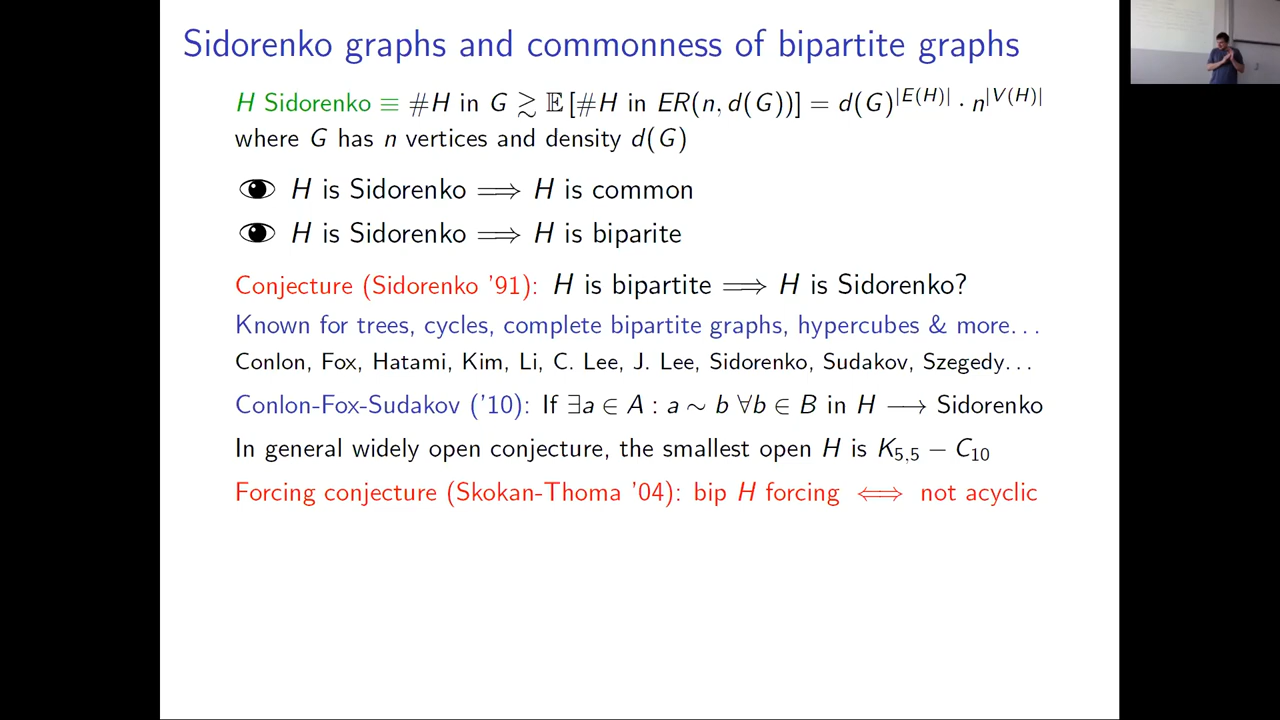 Sidorenko graphs and commonness of bipartite graphs
H Sidorenko ≡ #H in G ≳ 𝔼 [#H in ER(n, d(G))] = d(G)^|E(H)| · n^|V(H)|
where G has n vertices and density d(G)
H is Sidorenko ⟹ H is common
H is Sidorenko ⟹ H is biparite
Conjecture (Sidorenko '91): H is bipartite ⟹ H is Sidorenko?
Known for trees, cycles, complete bipartite graphs, hypercubes & more...
Conlon, Fox, Hatami, Kim, Li, C. Lee, J. Lee, Sidorenko, Sudakov, Szegedy...
Conlon-Fox-Sudakov ('10): If ∃a ∈ A : a ∼ b ∀b ∈ B in H ⟶ Sidorenko
In general widely open conjecture, the smallest open H is K₅,₅ − C₁₀
Forcing conjecture (Skokan-Thoma '04): bip H forcing ⟺ not acyclic